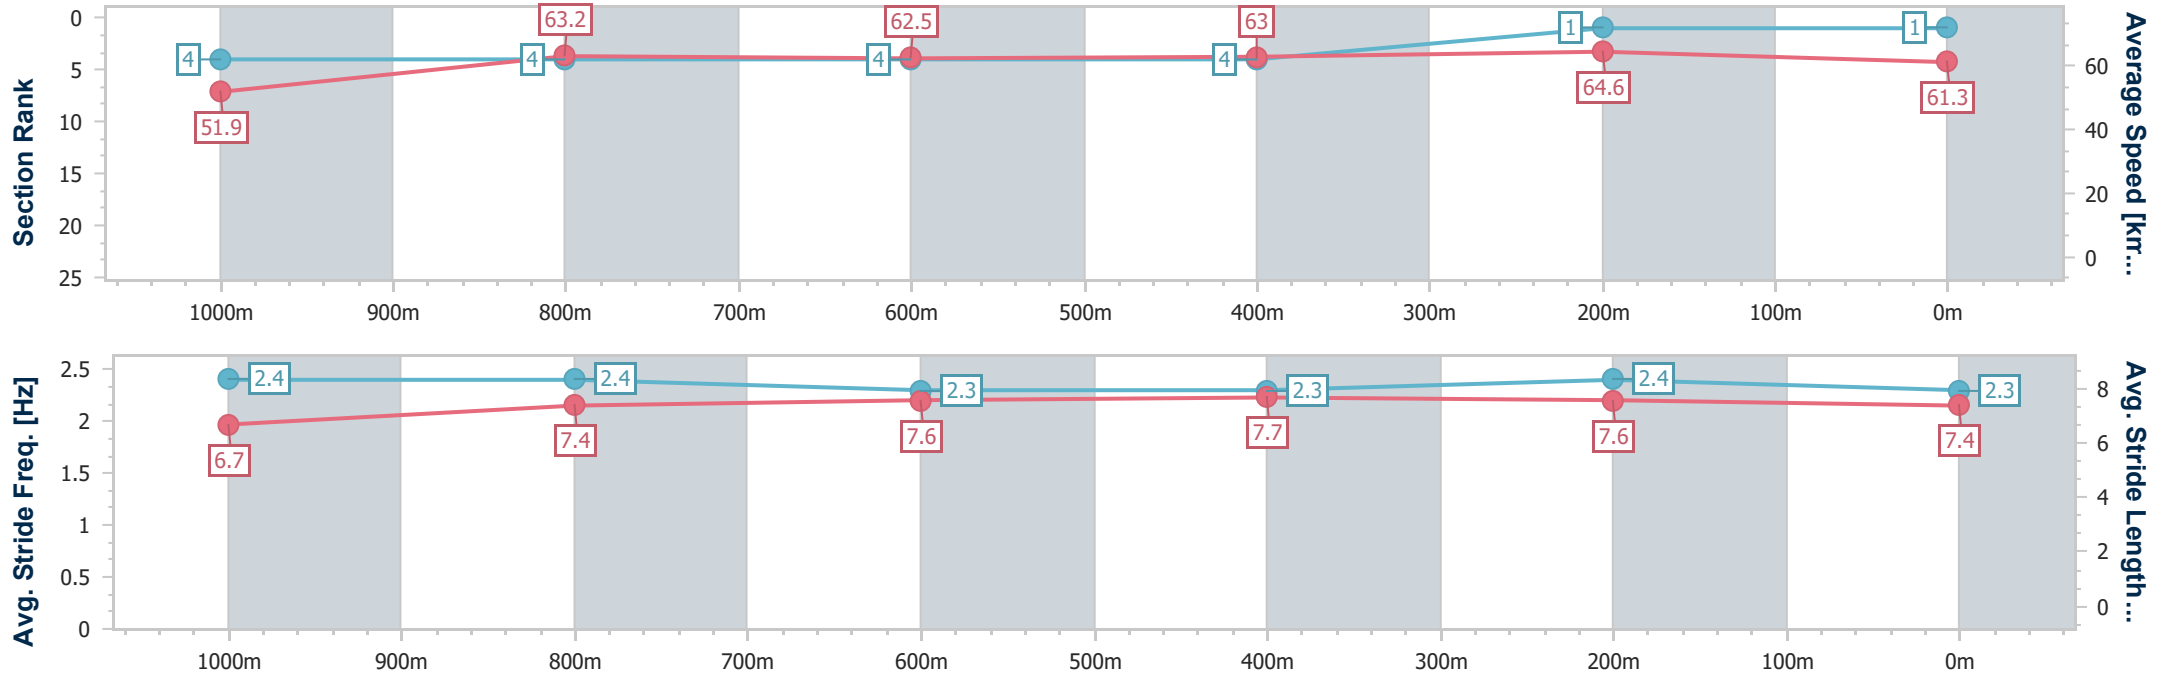 Section Rank
0
5
10
15
20
25
4
4
4
4
1
1
51.9
63.2
62.5
63
64.6
61.3
60
40
20
0
Average Speed [km...
1000m
900m
800m
700m
600m
500m
400m
300m
200m
100m
0m
Avg. Stride Freq. [Hz]
2.5
2
1.5
1
0.5
0
2.4
2.4
2.3
2.3
2.4
2.3
6.7
7.4
7.6
7.7
7.6
7.4
8
6
4
2
0
Avg. Stride Length...
1000m
900m
800m
700m
600m
500m
400m
300m
200m
100m
0m